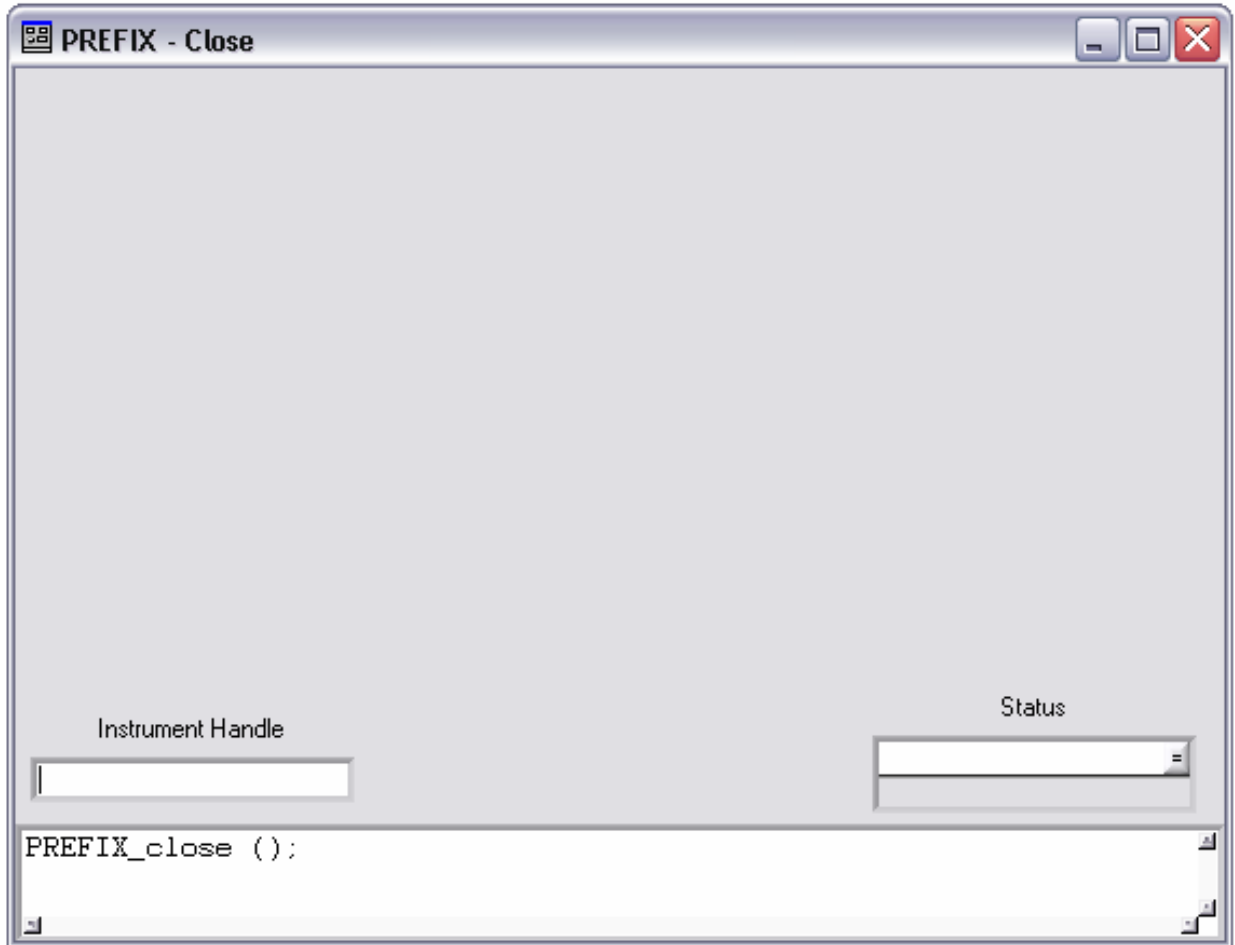 PREFIX - Close
Status
Instrument Handle
=
PREFIX_close ();